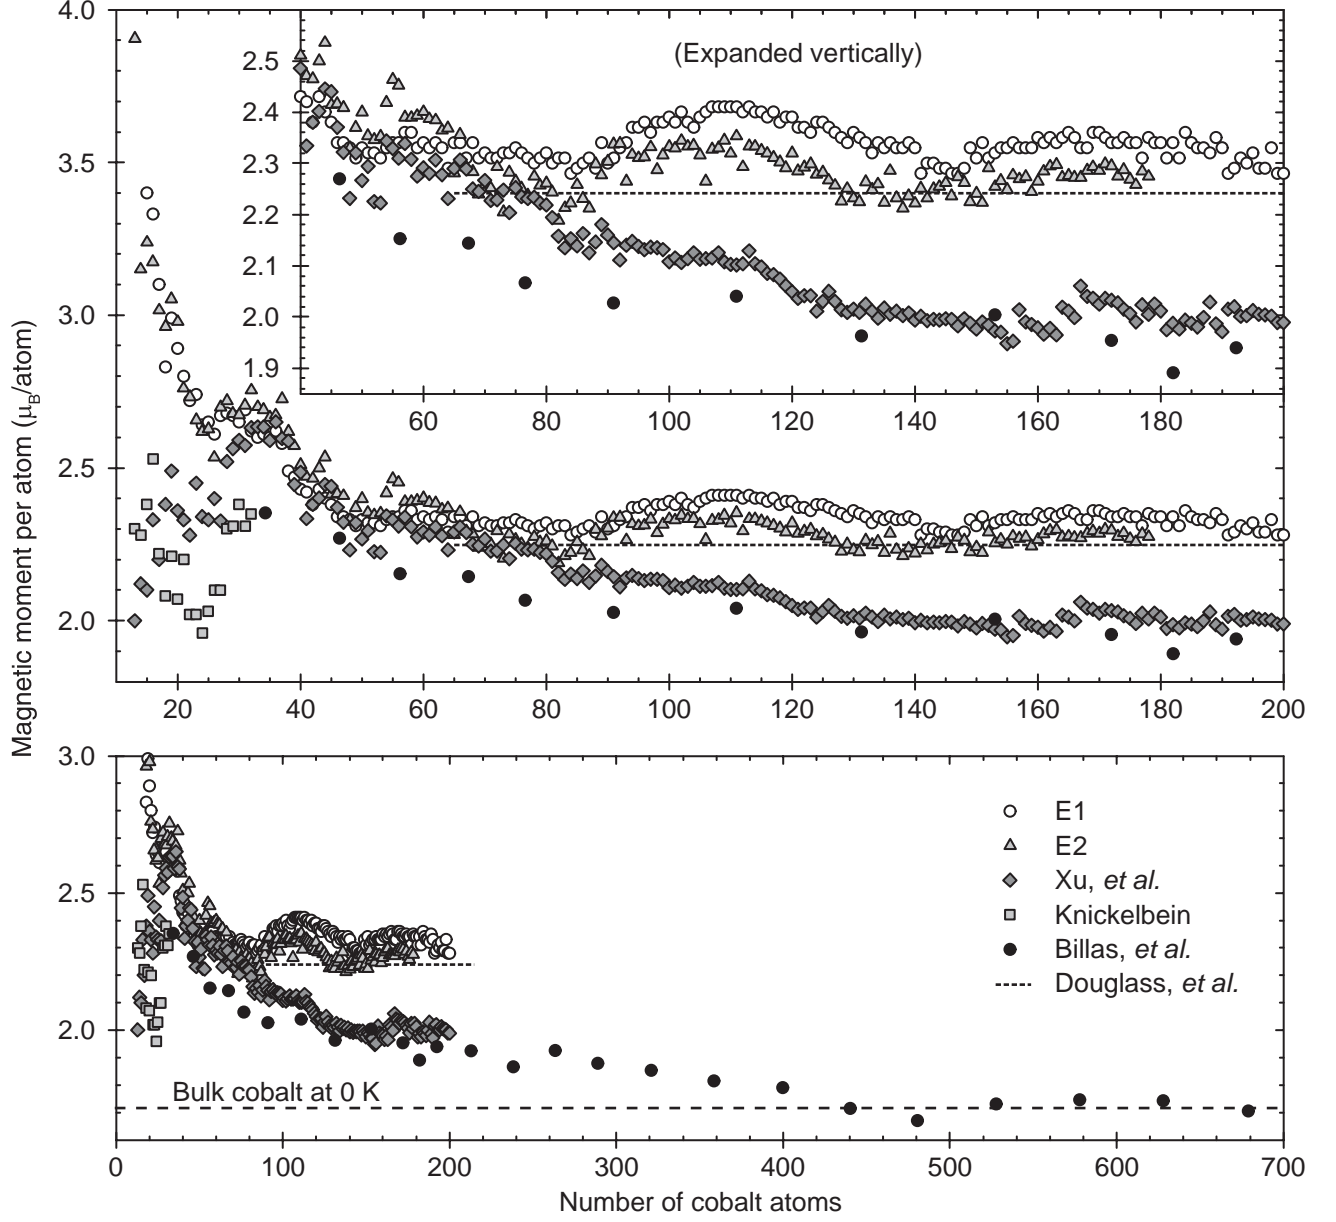 Magnetic moment per atom (μB/atom)
4.0
3.5
3.0
2.5
2.0
(Expanded vertically)
2.5
2.4
2.3
2.2
2.1
2.0
1.9
60 80 100 120 140 160 180 200
20 40 60 80 100 120 140 160 180 200
3.0
2.5
2.0
E1
E2
Xu, et al.
Knickelbein
Billas, et al.
Douglass, et al.
Bulk cobalt at 0 K
0 100 200 300 400 500 600 700
Number of cobalt atoms